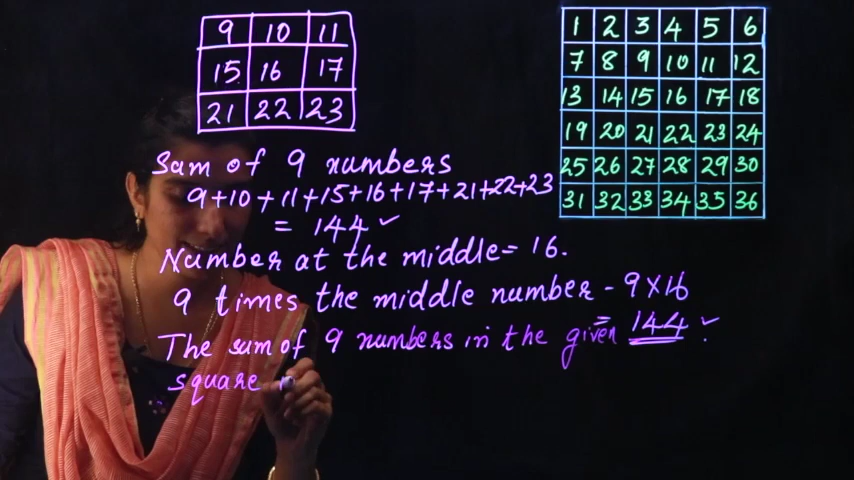 9 10 11
15 16 17
21 22 23
Sum of 9 numbers
9+10+11+15+16+17+21+22+23
= 144 ✓
Number at the middle = 16.
9 times the middle number - 9 × 16
= 144 ✓
The sum of 9 numbers in the given
square
1 2 3 4 5 6
7 8 9 10 11 12
13 14 15 16 17 18
19 20 21 22 23 24
25 26 27 28 29 30
31 32 33 34 35 36